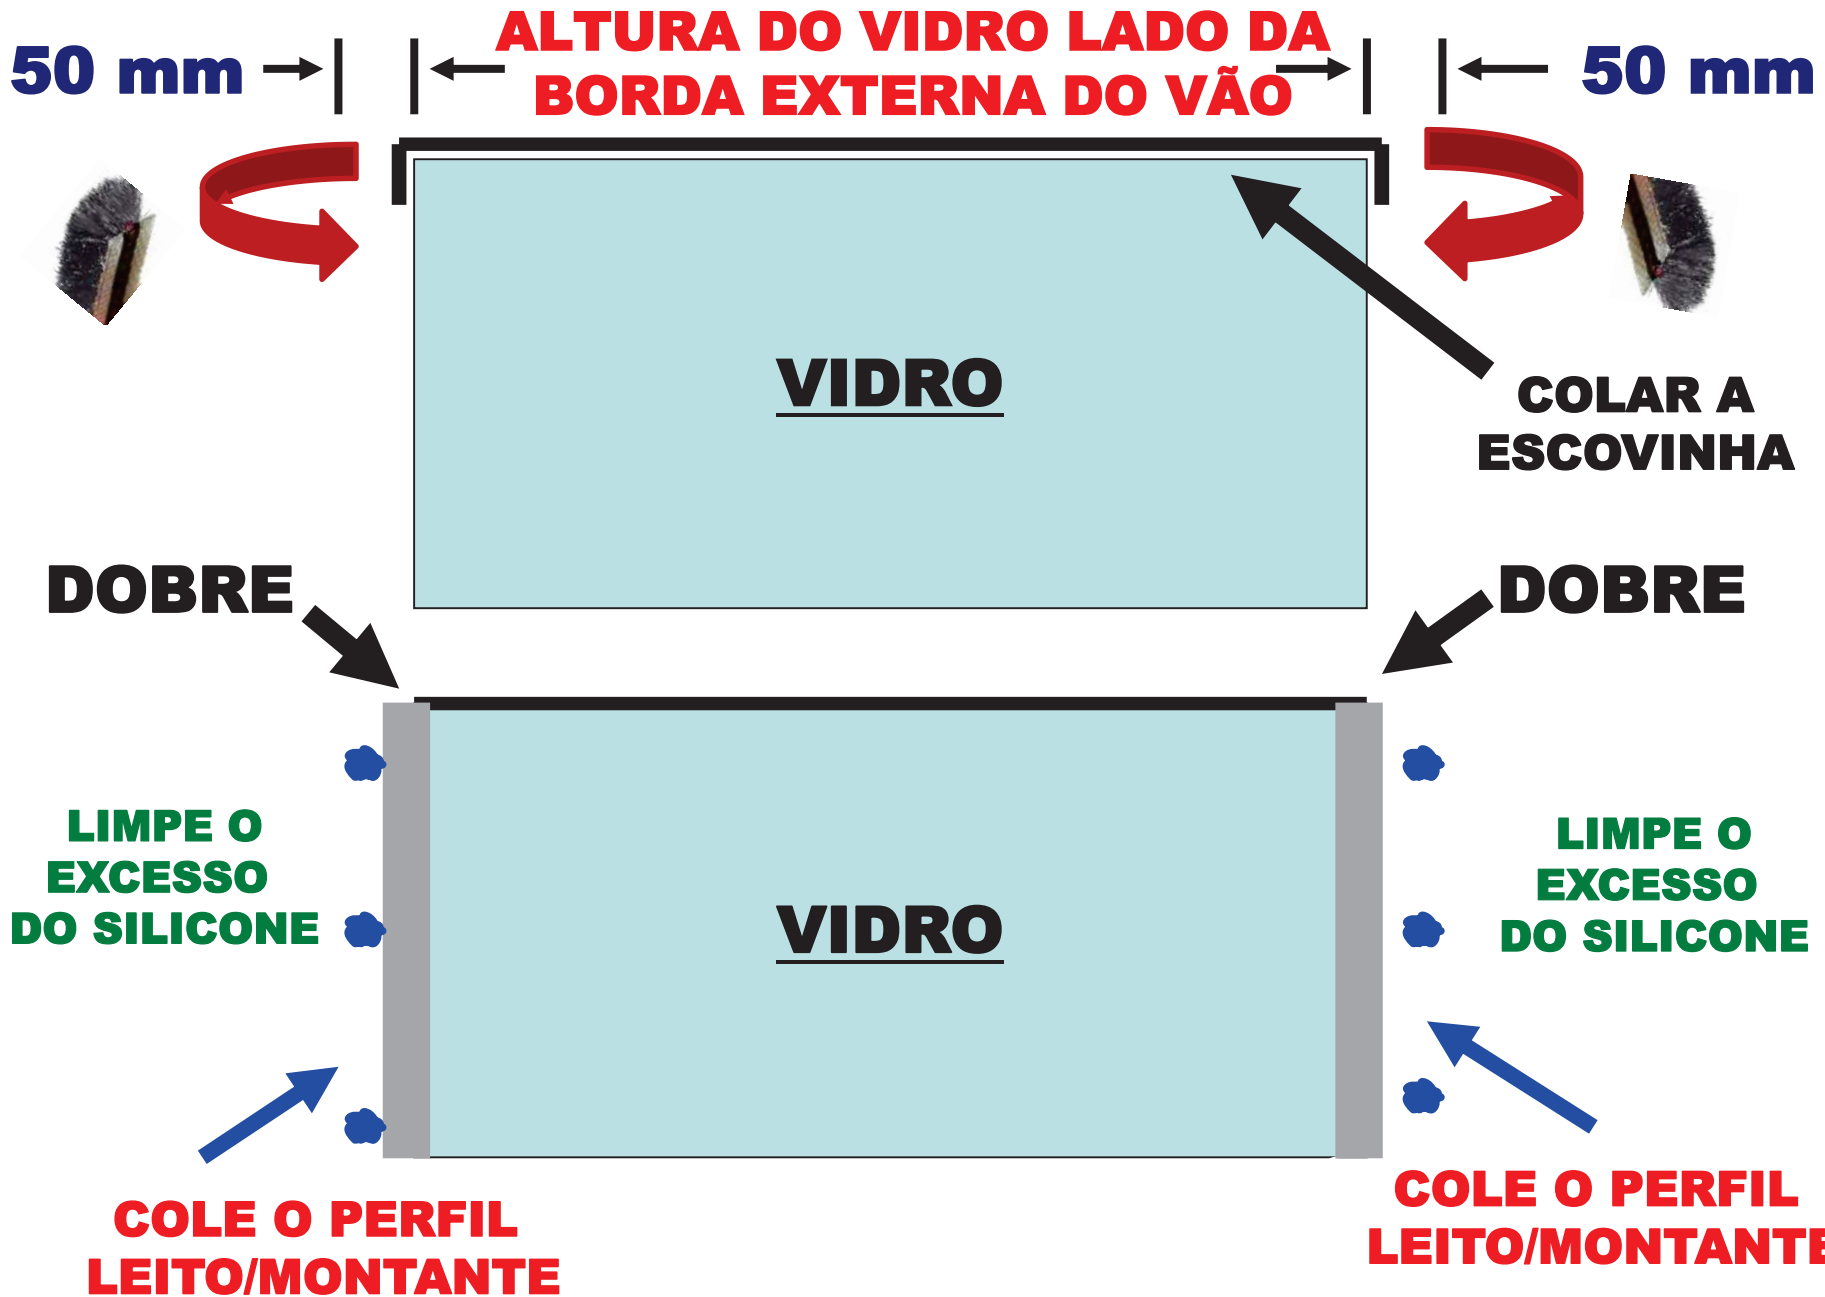 ALTURA DO VIDRO LADO DA
50 mm
50 mm
BORDA EXTERNA DO VÃO
VIDRO
COLAR A
ESCOVINHA
DOBRE
DOBRE
LIMPE O
EXCESSO
DO SILICONE
VIDRO
LIMPE O
EXCESSO
DO SILICONE
COLE O PERFIL
LEITO/MONTANTE
COLE O PERFIL
LEITO/MONTANTE